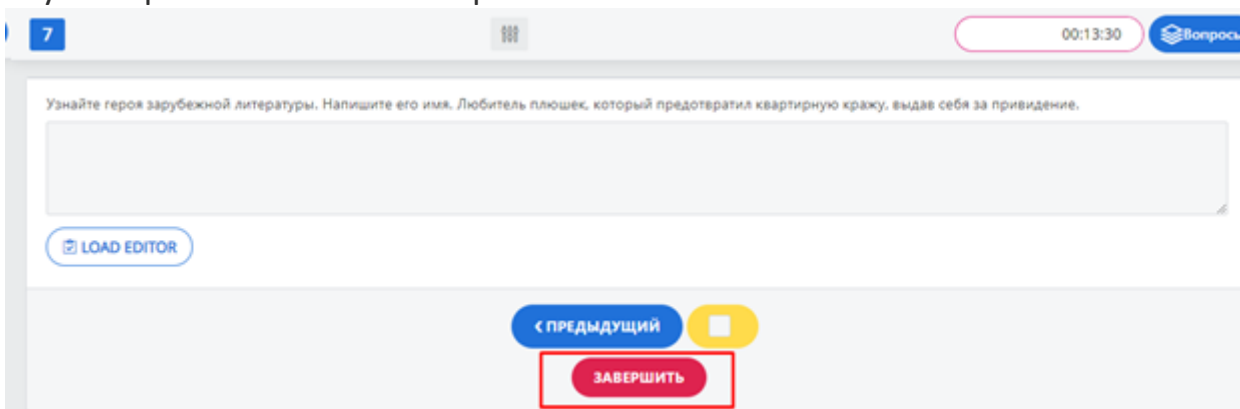 7
00:13:30
Вопросы
Узнайте героя зарубежной литературы. Напишите его имя. Любитель плюшек, который предотвратил квартирную кражу, выдав себя за привидение.
LOAD EDITOR
< ПРЕДЫДУЩИЙ
ЗАВЕРШИТЬ